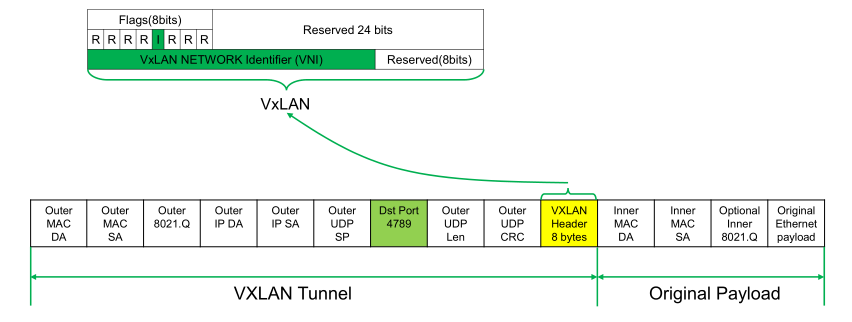 Flags(8bits)
Reserved 24 bits
R R R R I R R R
VxLAN NETWORK Identifier (VNI)
Reserved(8bits)
VxLAN
Outer MAC DA
Outer MAC SA
Outer 8021.Q
Outer IP DA
Outer IP SA
Outer UDP SP
Dst Port 4789
Outer UDP Len
Outer UDP CRC
VXLAN Header 8 bytes
Inner MAC DA
Inner MAC SA
Optional Inner 8021.Q
Original Ethernet payload
VXLAN Tunnel
Original Payload